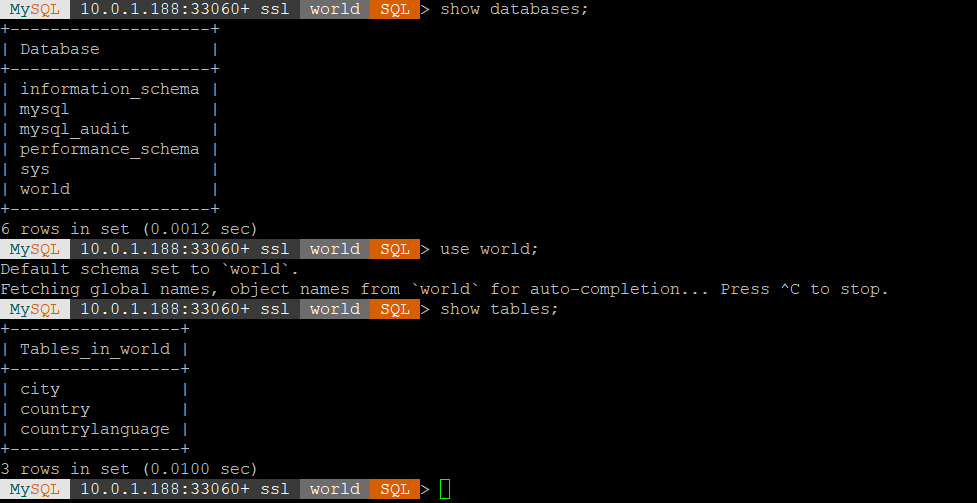 MySQL 10.0.1.188:33060+ ssl world SQL > show databases;
+--------------------+
| Database           |
+--------------------+
| information_schema |
| mysql              |
| mysql_audit        |
| performance_schema |
| sys                |
| world              |
+--------------------+
6 rows in set (0.0012 sec)
MySQL 10.0.1.188:33060+ ssl world SQL > use world;
Default schema set to `world`.
Fetching global names, object names from `world` for auto-completion... Press ^C to stop.
MySQL 10.0.1.188:33060+ ssl world SQL > show tables;
+-----------------+
| Tables_in_world |
+-----------------+
| city            |
| country         |
| countrylanguage |
+-----------------+
3 rows in set (0.0100 sec)
MySQL 10.0.1.188:33060+ ssl world SQL >